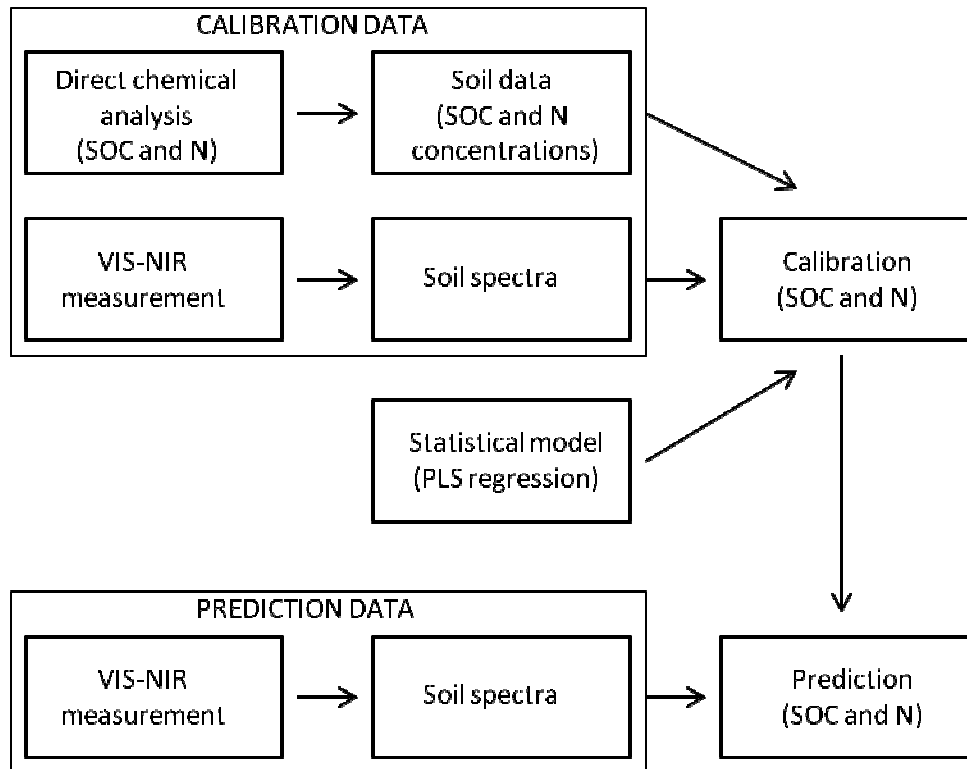 CALIBRATION DATA
Direct chemical
analysis
(SOC and N)
Soil data
(SOC and N
concentrations)
VIS-NIR
measurement
Soil spectra
Calibration
(SOC and N)
Statistical model
(PLS regression)
PREDICTION DATA
VIS-NIR
measurement
Soil spectra
Prediction
(SOC and N)